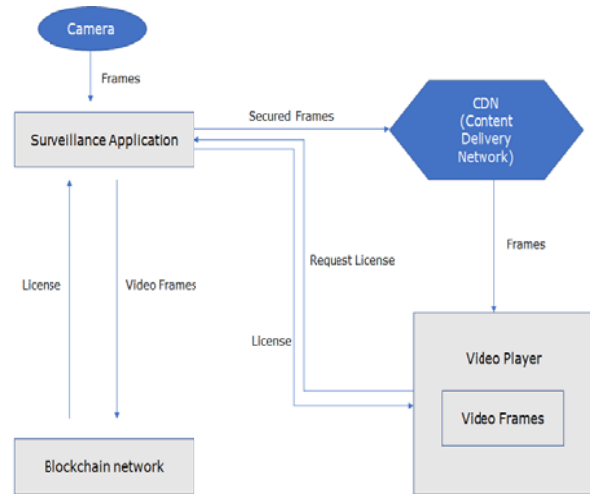 Camera
Frames
Surveillance Application
Secured Frames
CDN
(Content
Delivery
Network)
Request License
Frames
License
Video Frames
License
Video Player
Video Frames
Blockchain network